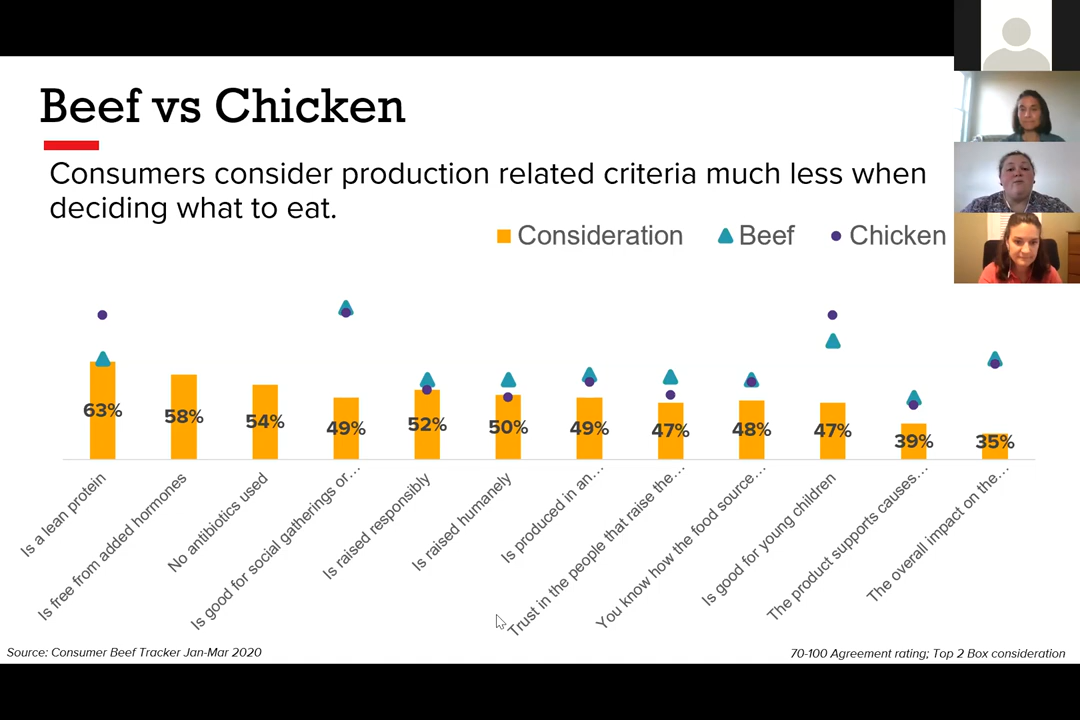 Beef vs Chicken
Consumers consider production related criteria much less when
deciding what to eat.
Consideration Beef Chicken
63%
58%
54%
49%
52%
50%
49%
47%
48%
47%
39%
35%
Is a lean protein
Is free from added hormones
No antibiotics used
Is good for social gatherings or...
Is raised responsibly
Is raised humanely
Is produced in an...
Trust in the people that raise the...
You know how the food source...
Is good for young children
The product supports causes...
The overall impact on the...
Source: Consumer Beef Tracker Jan-Mar 2020
70-100 Agreement rating; Top 2 Box consideration